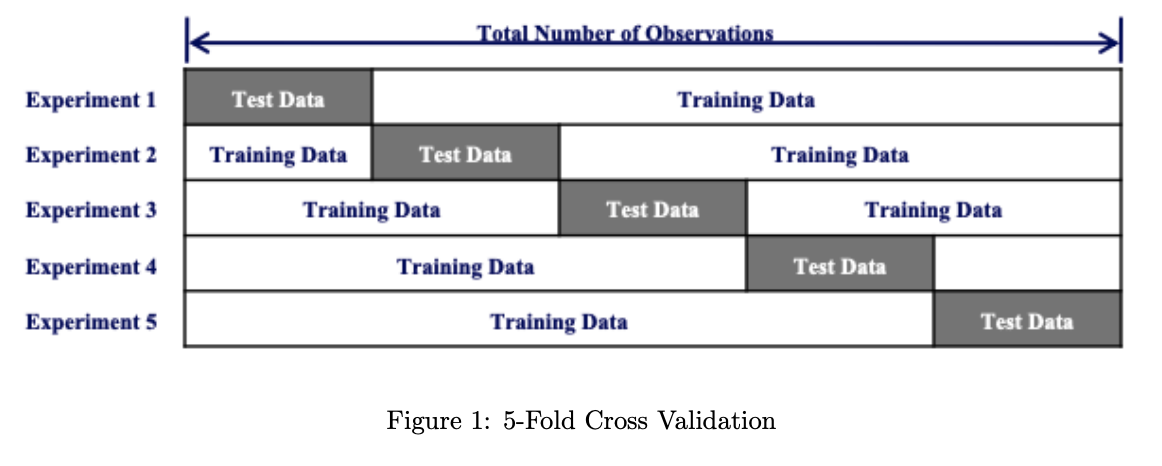 Total Number of Observations
Experiment 1 Test Data Training Data
Experiment 2 Training Data Test Data Training Data
Experiment 3 Training Data Test Data Training Data
Experiment 4 Training Data Test Data
Experiment 5 Training Data Test Data
Figure 1: 5-Fold Cross Validation